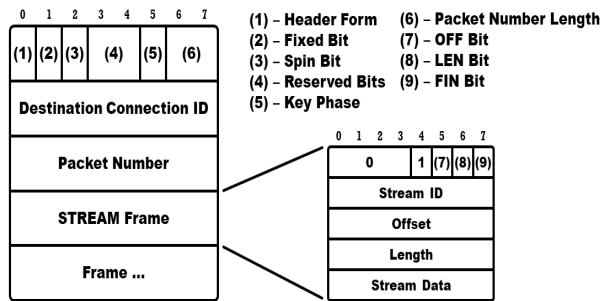 0 1 2 3 4 5 6 7
(1) (2) (3) (4) (5) (6)
Destination Connection ID
Packet Number
STREAM Frame
Frame ...
(1) – Header Form
(2) – Fixed Bit
(3) – Spin Bit
(4) – Reserved Bits
(5) – Key Phase
(6) – Packet Number Length
(7) – OFF Bit
(8) – LEN Bit
(9) – FIN Bit
0 1 2 3 4 5 6 7
0 1 (7) (8) (9)
Stream ID
Offset
Length
Stream Data